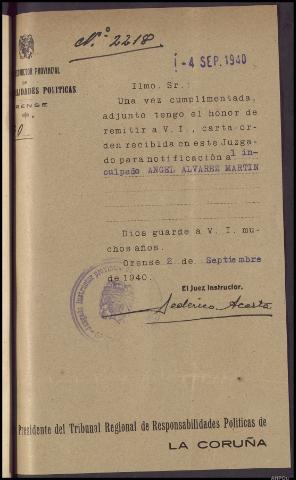 N.º 2218
INSTRUCTOR PROVINCIAL
DE
RESPONSABILIDADES POLITICAS
ORENSE
- 4 SEP. 1940
Ilmo. Sr:
Una vez cumplimentada,
adjunto tengo el honor de
remitir a V. I., carta-or-
den recibida en este Juzga-
do para notificación al in-
culpado ANGEL ALVAREZ MARTIN
Dios guarde a V. I. mu-
chos años.
Orense 2 de Septiembre
de 1940.
El Juez Instructor.
Federico Acosta
Presidente del Tribunal Regional de Responsabilidades Políticas de
LA CORUÑA